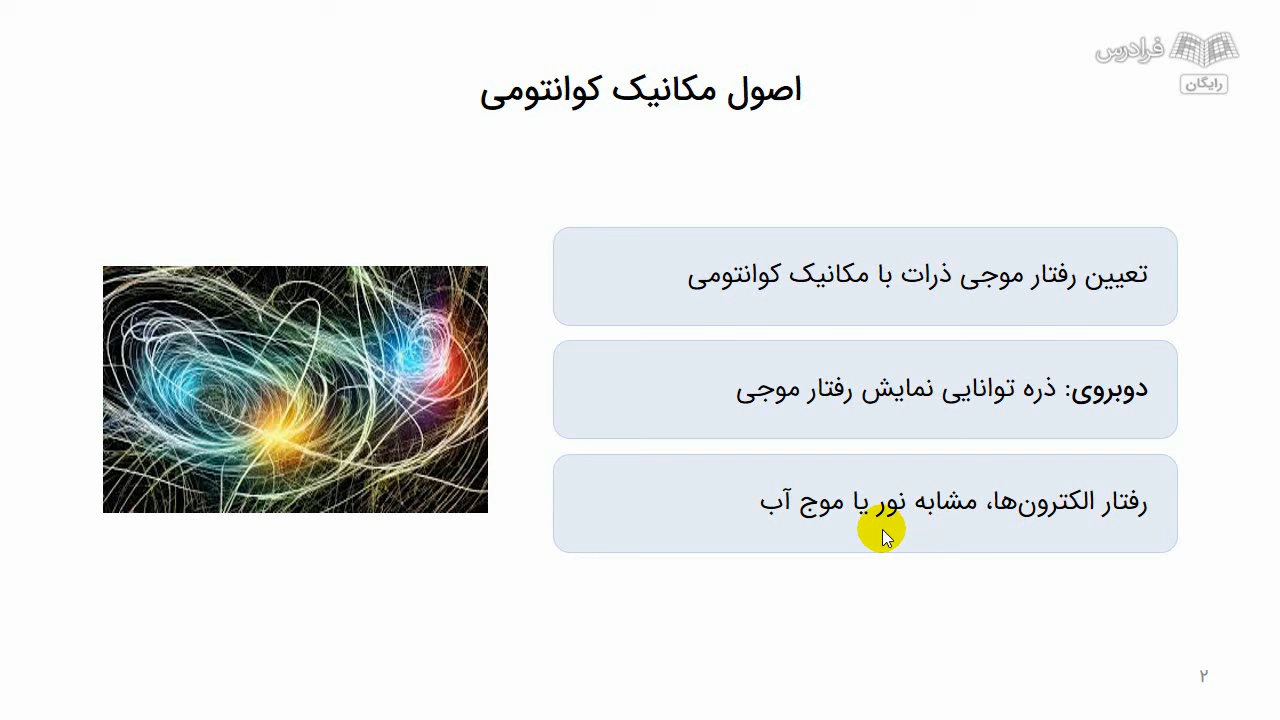 فرادرس
رایگان
اصول مکانیک کوانتومی
تعیین رفتار موجی ذرات با مکانیک کوانتومی
دوبروی: ذره توانایی نمایش رفتار موجی
رفتار الکترون‌ها، مشابه نور یا موج آب
۲